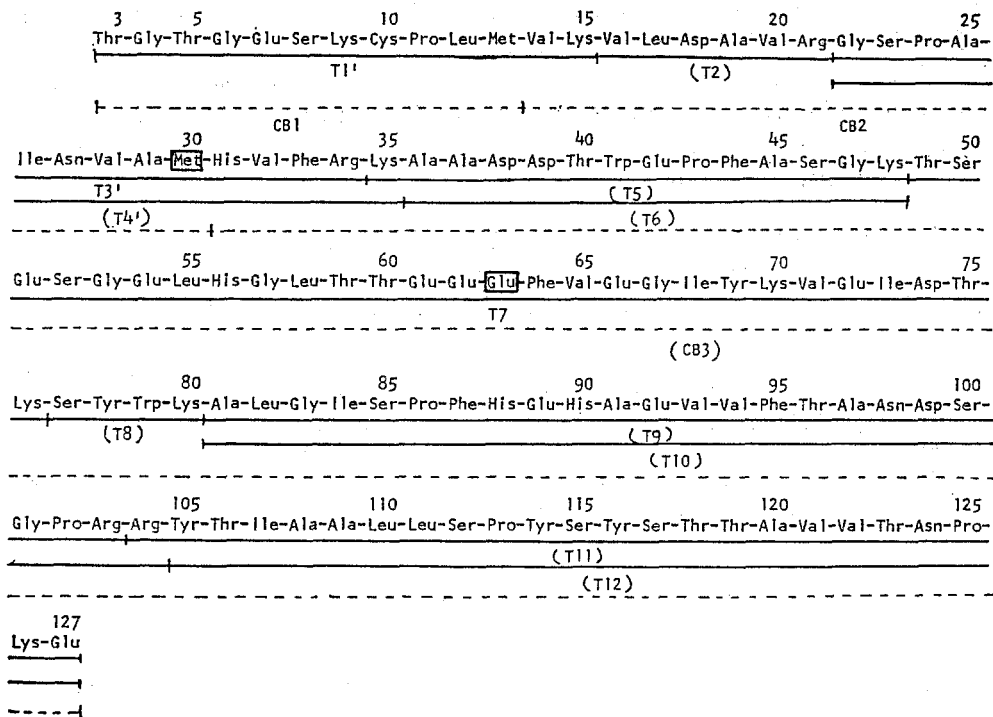 3 5 10 15 20 25
Thr-Gly-Thr-Gly-Glu-Ser-Lys-Cys-Pro-Leu-Met-Val-Lys-Val-Leu-Asp-Ala-Val-Arg-Gly-Ser-Pro-Ala-
T1' (T2)
CB1 CB2
30 35 40 45 50
Ile-Asn-Val-Ala-Met-His-Val-Phe-Arg-Lys-Ala-Ala-Asp-Asp-Thr-Trp-Glu-Pro-Phe-Ala-Ser-Gly-Lys-Thr-Ser
T3' (T5)
(T4') (T6)
55 60 65 70 75
Glu-Ser-Gly-Glu-Leu-His-Gly-Leu-Thr-Thr-Glu-Glu-Glu-Phe-Val-Glu-Gly-Ile-Tyr-Lys-Val-Glu-Ile-Asp-Thr-
T7
(CB3)
80 85 90 95 100
Lys-Ser-Tyr-Trp-Lys-Ala-Leu-Gly-Ile-Ser-Pro-Phe-His-Glu-His-Ala-Glu-Val-Val-Phe-Thr-Ala-Asn-Asp-Ser-
(T8) (T9)
(T10)
105 110 115 120 125
Gly-Pro-Arg-Arg-Tyr-Thr-Ile-Ala-Ala-Leu-Leu-Ser-Pro-Tyr-Ser-Tyr-Ser-Thr-Thr-Ala-Val-Val-Thr-Asn-Pro-
(T11)
(T12)
127
Lys-Glu